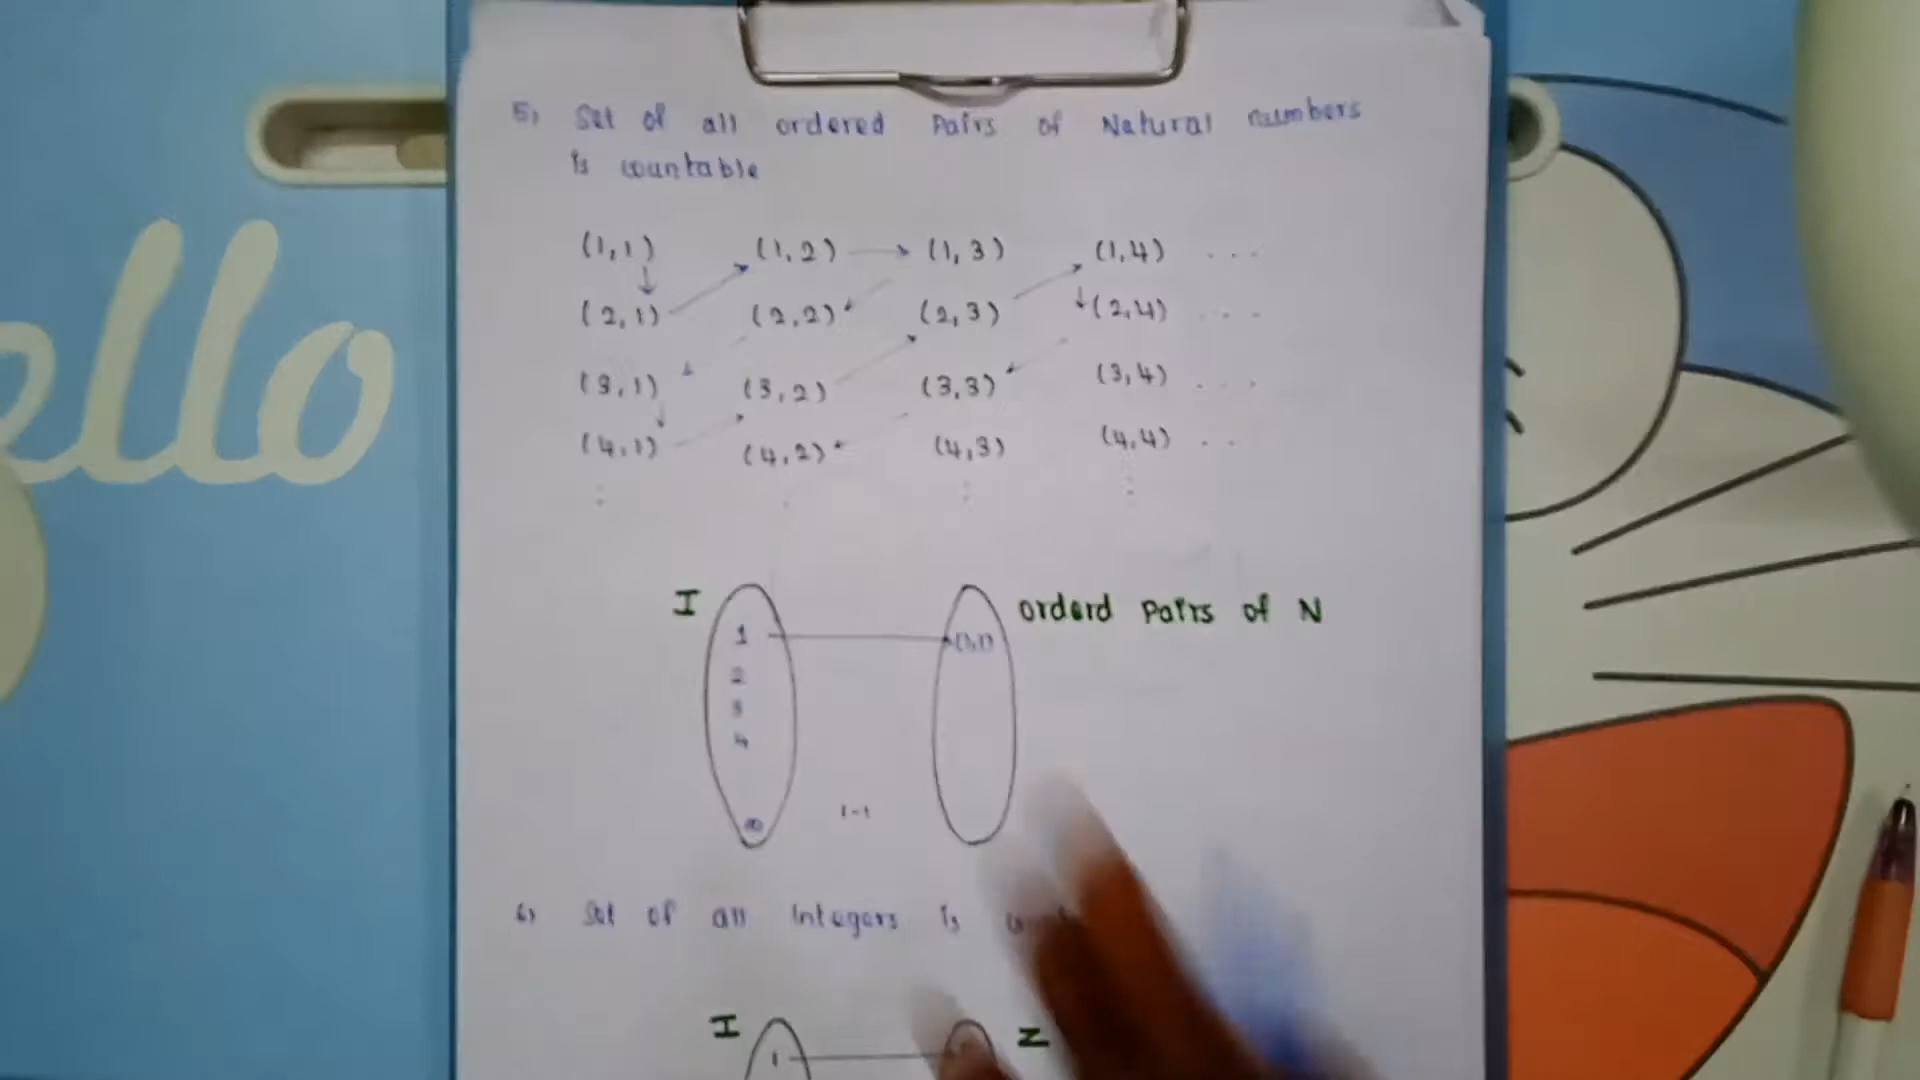 5) Set of all ordered Pairs of Natural numbers
is countable
(1,1) (1,2) (1,3) (1,4) ...
(2,1) (2,2) (2,3) (2,4) ...
(3,1) (3,2) (3,3) (3,4) ...
(4,1) (4,2) (4,3) (4,4) ..
I orderd Pairs of N
1 (1,1)
2
3
4
∞ 1-1
6) Set of all Integers is
I Z
1
ello